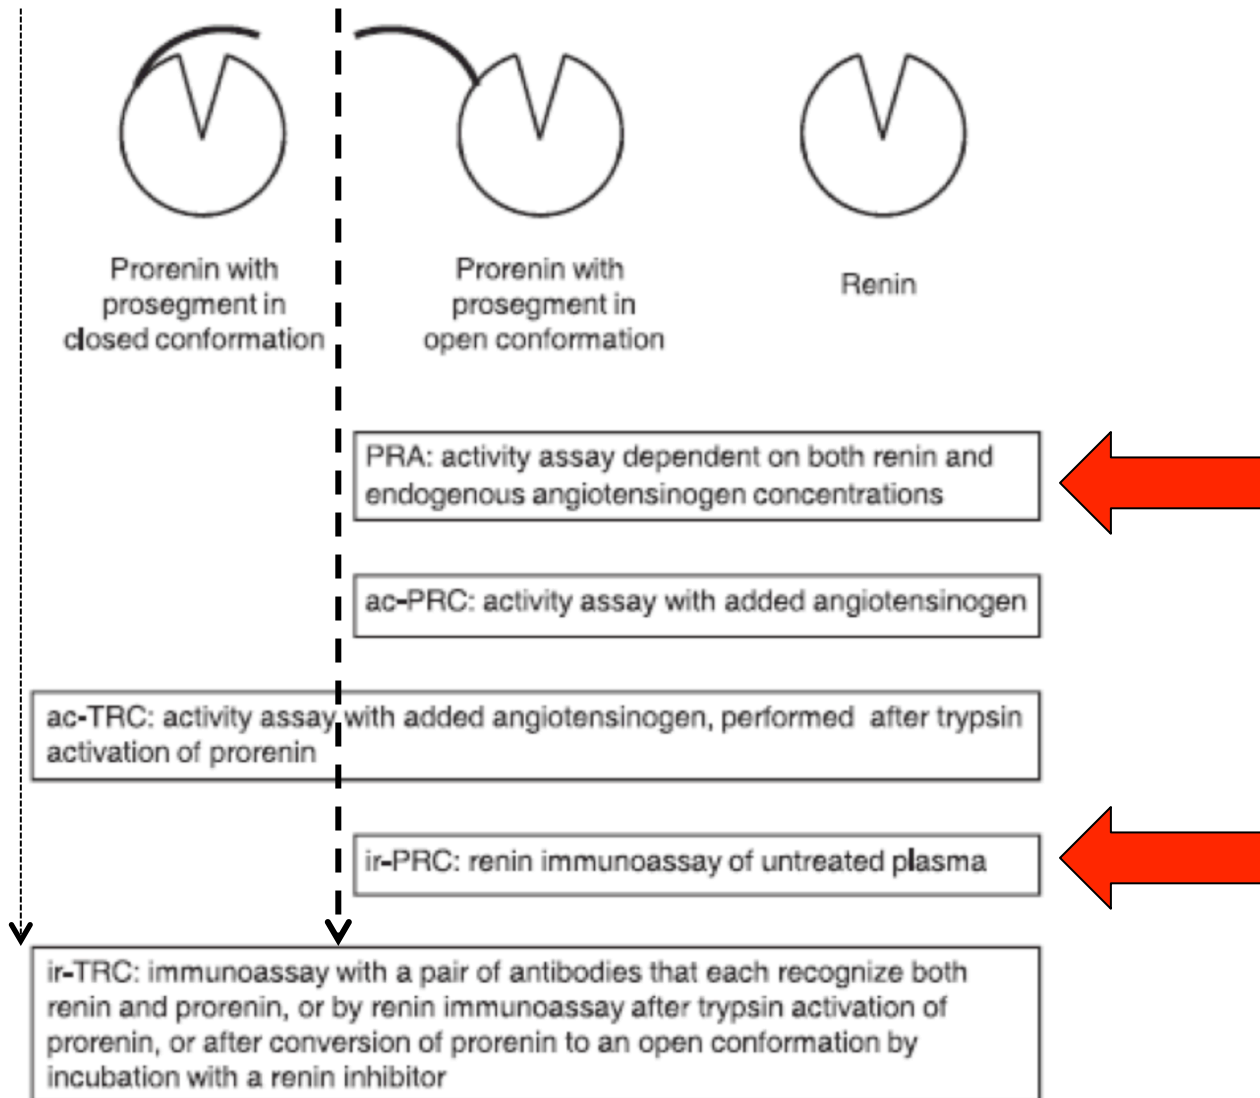 Prorenin with
prosegment in
closed conformation
Prorenin with
prosegment in
open conformation
Renin
PRA: activity assay dependent on both renin and
endogenous angiotensinogen concentrations
ac-PRC: activity assay with added angiotensinogen
ac-TRC: activity assay with added angiotensinogen, performed after trypsin
activation of prorenin
ir-PRC: renin immunoassay of untreated plasma
ir-TRC: immunoassay with a pair of antibodies that each recognize both
renin and prorenin, or by renin immunoassay after trypsin activation of
prorenin, or after conversion of prorenin to an open conformation by
incubation with a renin inhibitor